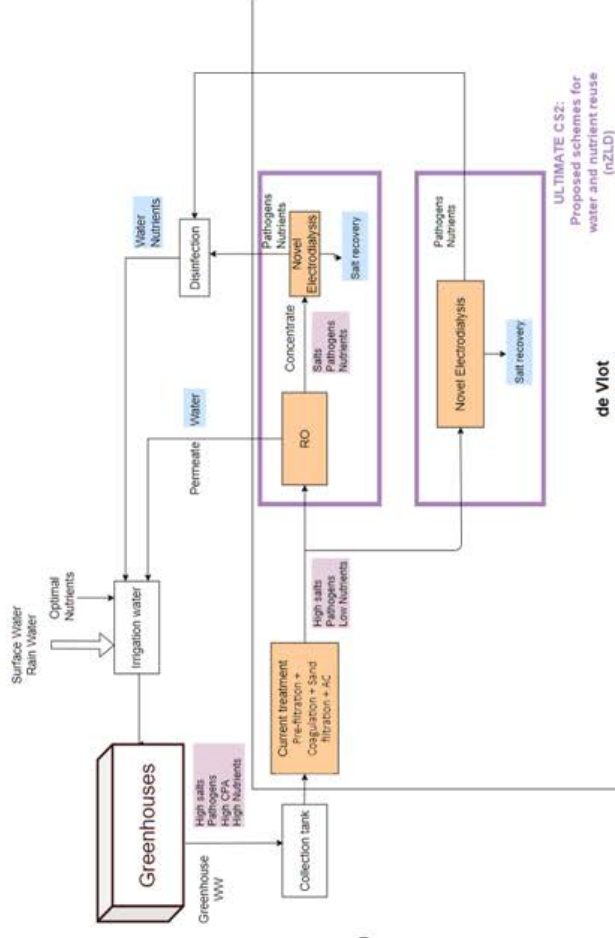 Surface Water
Rain Water
Optimal
Nutrients
Greenhouses
Irrigation water
Permeate
Water
Water
Nutrients
Disinfection
Greenhouse
WW
High salts
Pathogens
High CPA
High Nutrients
Collection tank
Current treatment
Pre-filtration +
Coagulation + Sand
filtration + AC
High salts
Pathogens
Low Nutrients
RO
Concentrate
Salts
Pathogens
Nutrients
Novel
Electrodialysis
Pathogens
Nutrients
Salt recovery
Novel Electrodialysis
Pathogens
Nutrients
Salt recovery
ULTIMATE CS2:
Proposed schemes for
water and nutrient reuse
(nZLD)
de Vlot